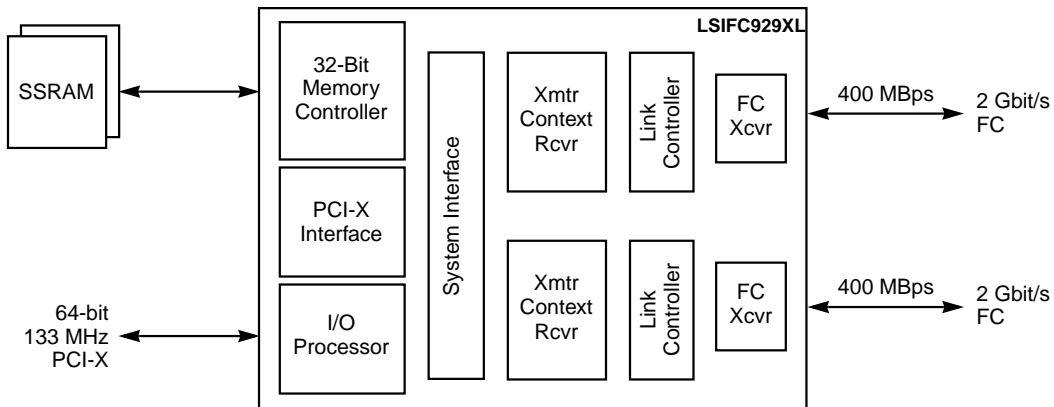 LSIFC929XL
SSRAM
32-Bit
Memory
Controller
PCI-X
Interface
I/O
Processor
64-bit
133 MHz
PCI-X
System Interface
Xmtr
Context
Rcvr
Link
Controller
FC
Xcvr
400 MBps
2 Gbit/s
FC
Xmtr
Context
Rcvr
Link
Controller
FC
Xcvr
400 MBps
2 Gbit/s
FC